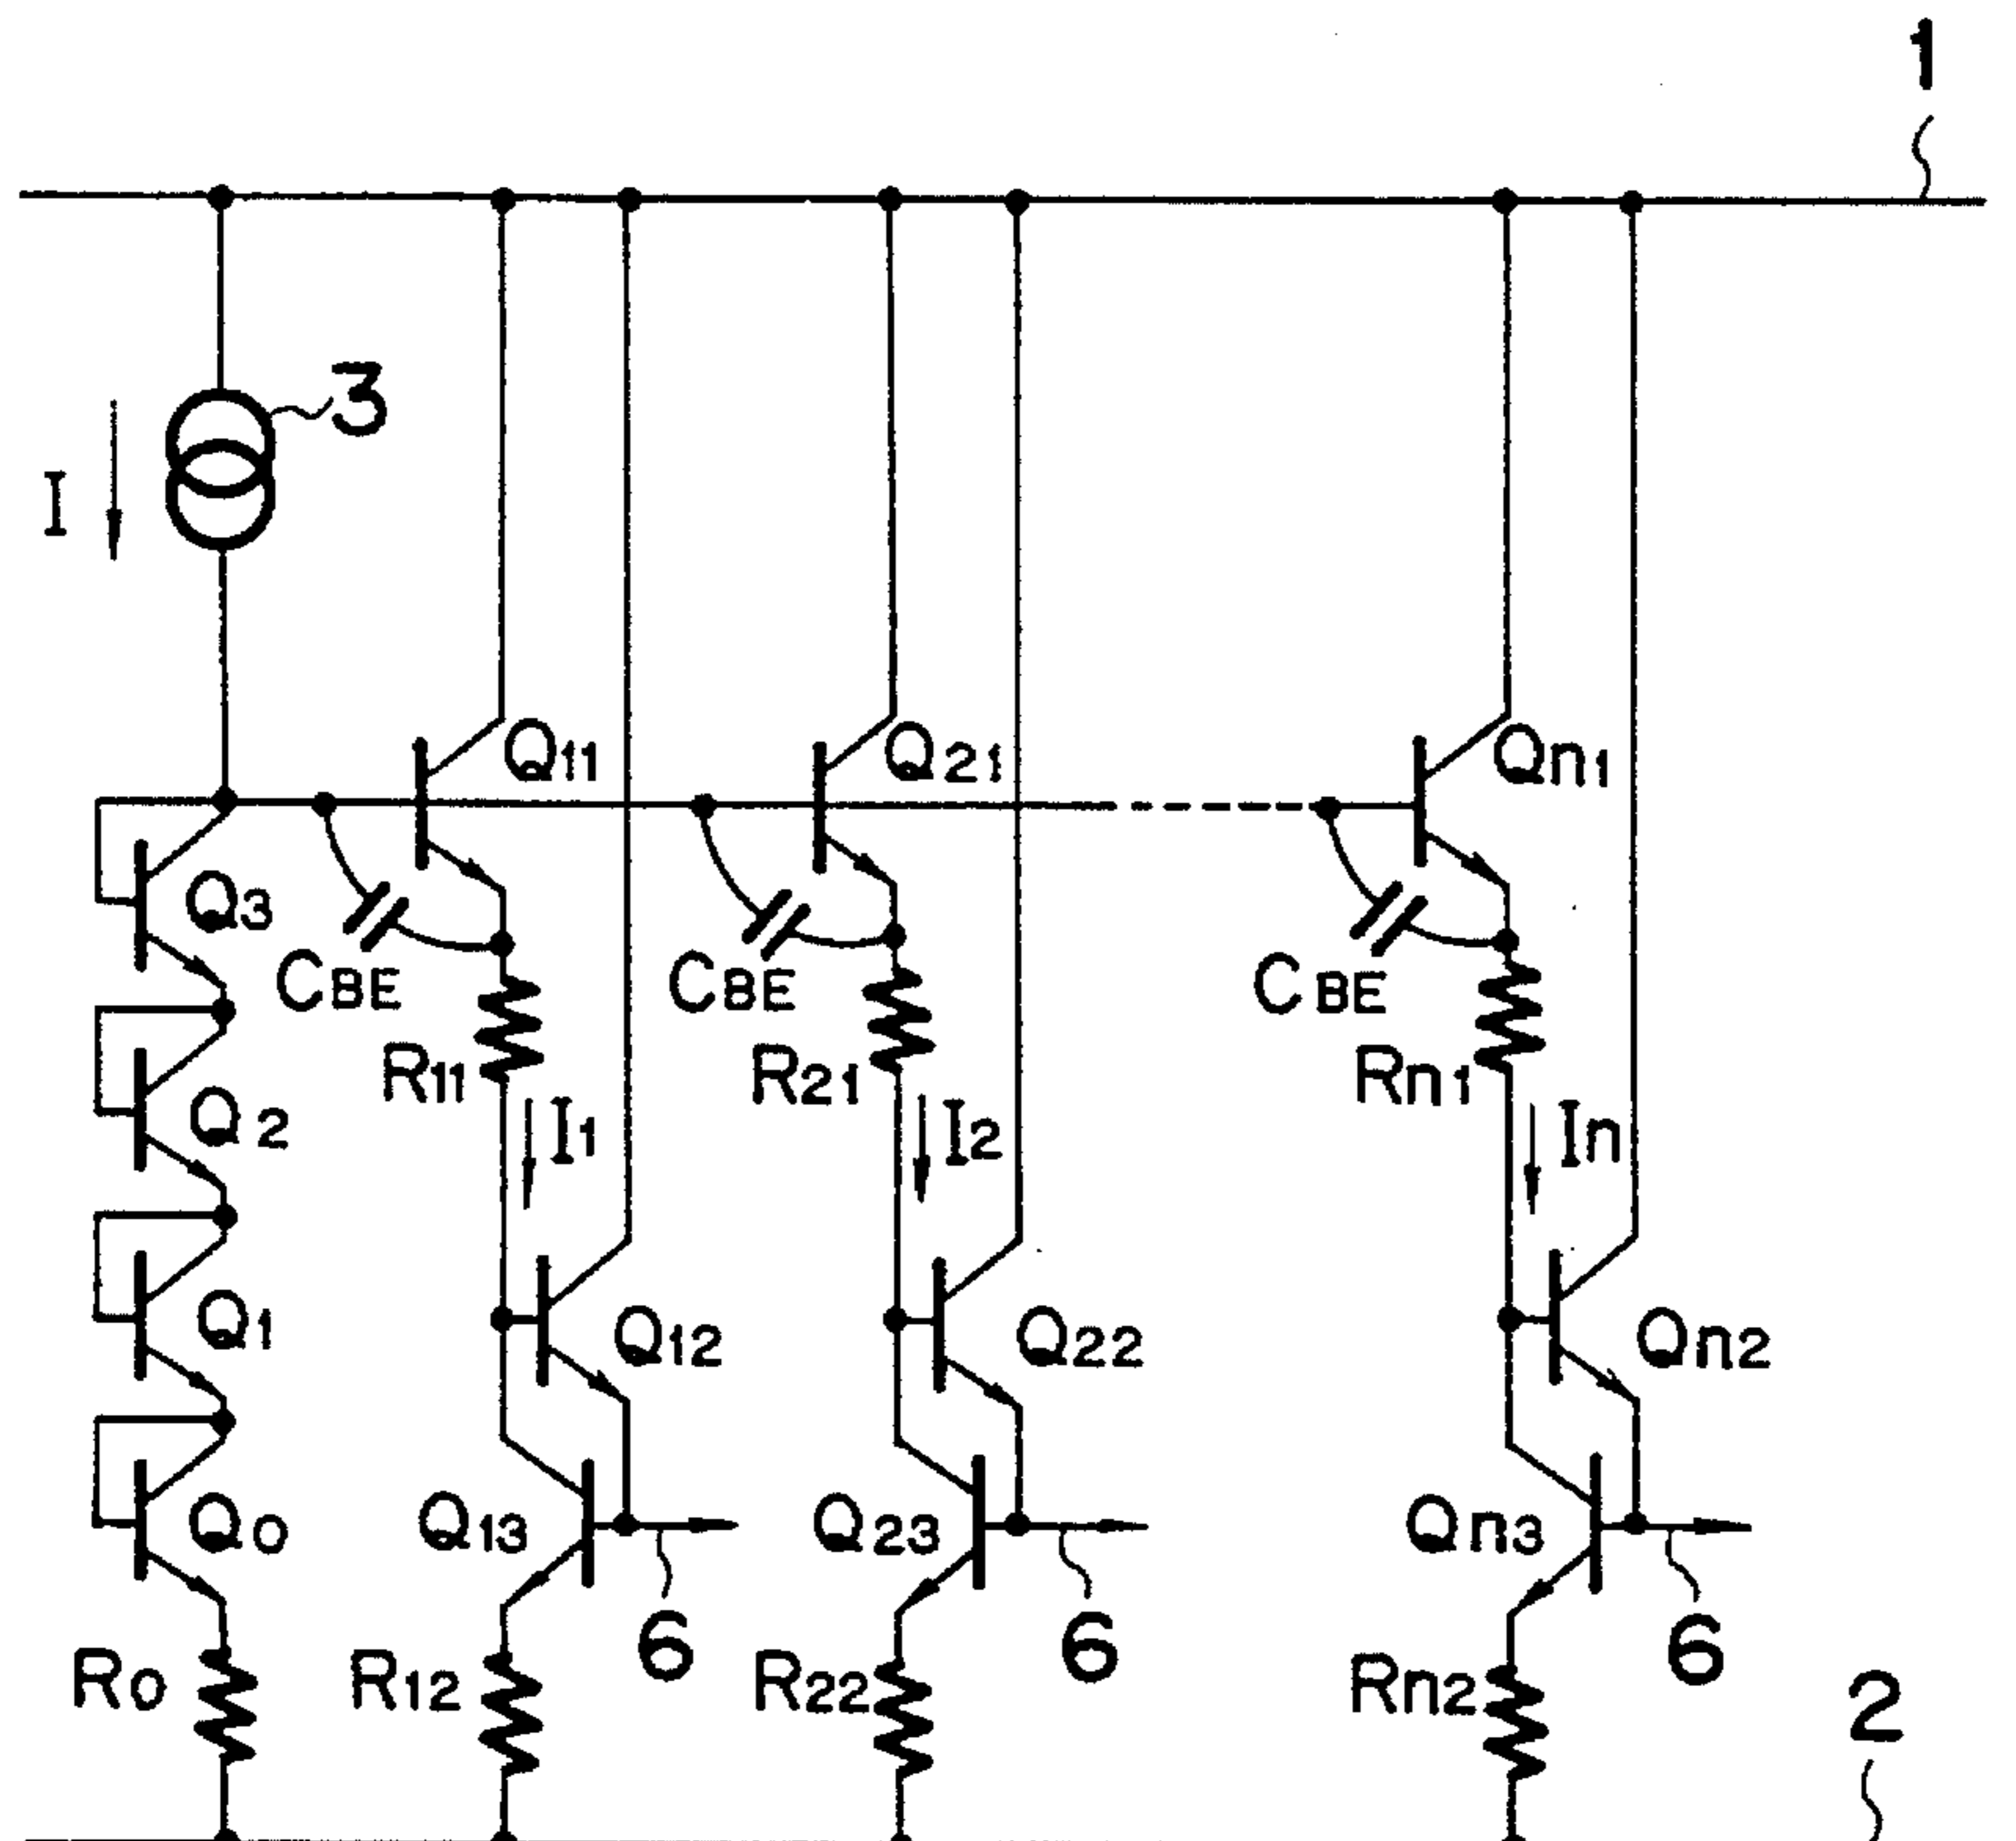 1
3
I
Q11
Q21
Qn1
Q3
CBE
CBE
CBE
R11
R21
Rn1
Q2
I1
I2
In
Q1
Q12
Q22
Qn2
Q0
Q13
Q23
Qn3
6
6
6
R0
R12
R22
Rn2
2